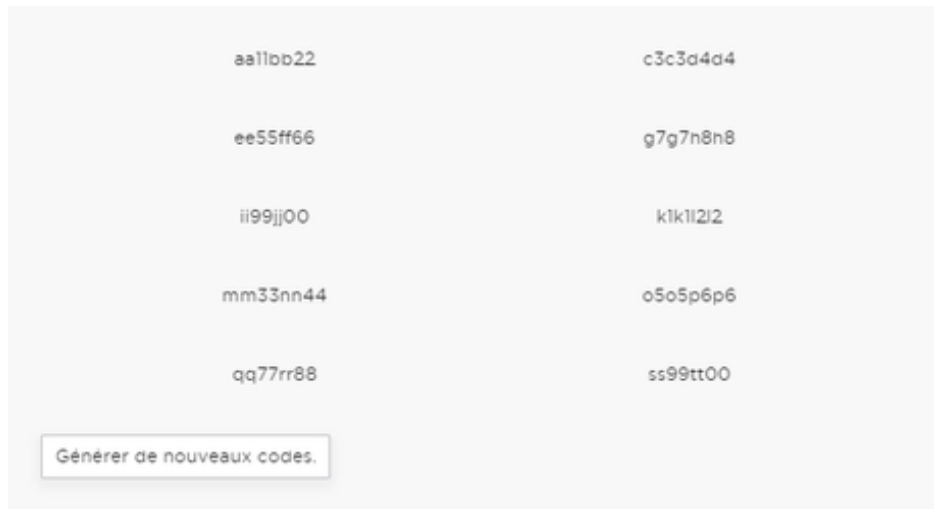 aa11bb22 c3c3d4d4
ee55ff66 g7g7h8h8
ii99jj00 k1k1l2l2
mm33nn44 o5o5p6p6
qq77rr88 ss99tt00
Générer de nouveaux codes.